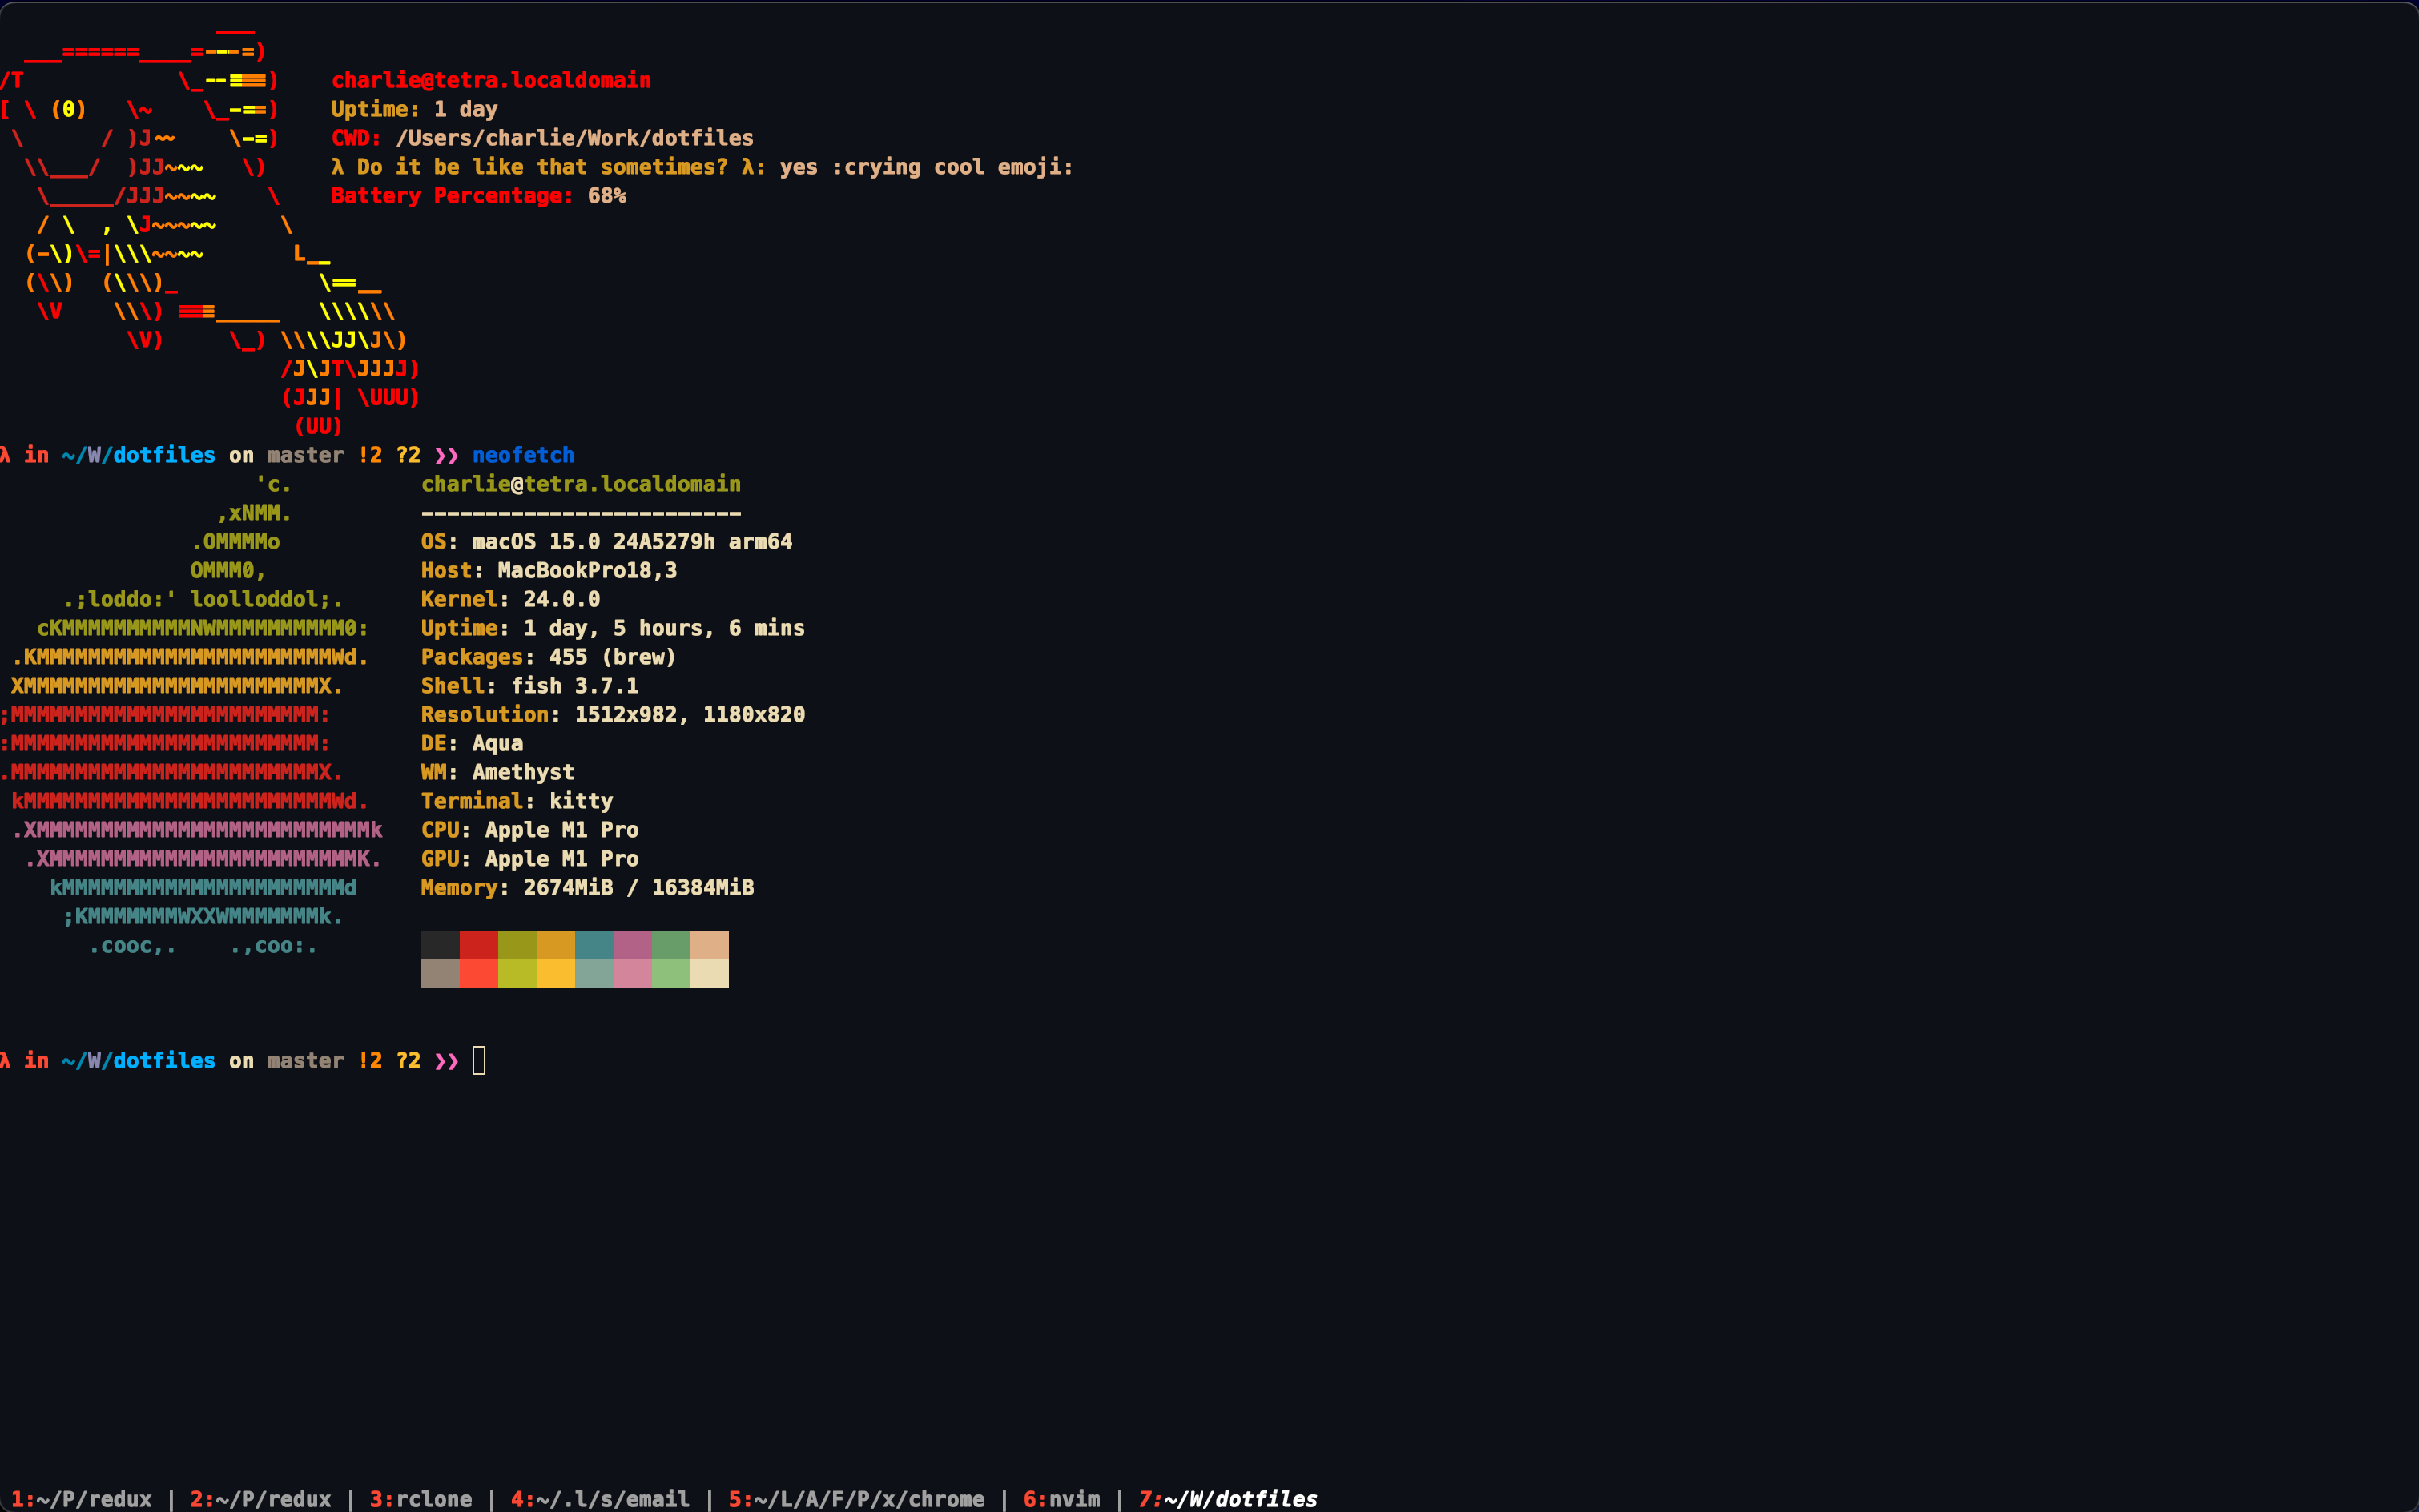 ___
  ___======____=---=)
/T            \_--===)    charlie@tetra.localdomain
[ \ (0)   \~    \_-==)    Uptime: 1 day
 \      / )J~~    \-=)    CWD: /Users/charlie/Work/dotfiles
  \\___/  )JJ~~~   \)     λ Do it be like that sometimes? λ: yes :crying cool emoji:
   \_____/JJJ~~~~    \    Battery Percentage: 68%
   / \  , \J~~~~~     \
  (-\)\=|\\\~~~~       L__
  (\\)  (\\\)_           \==__
   \V    \\\) ===_____   \\\\\\
          \V)     \_) \\\\JJ\J\)
                      /J\JT\JJJJ)
                      (JJJ| \UUU)
                       (UU)
λ in ~/W/dotfiles on master !2 ?2 ❯❯ neofetch
                    'c.          charlie@tetra.localdomain
                 ,xNMM.          -------------------------
               .OMMMMo           OS: macOS 15.0 24A5279h arm64
               OMMM0,            Host: MacBookPro18,3
     .;loddo:' loolloddol;.      Kernel: 24.0.0
   cKMMMMMMMMMMNWMMMMMMMMMM0:    Uptime: 1 day, 5 hours, 6 mins
 .KMMMMMMMMMMMMMMMMMMMMMMMWd.    Packages: 455 (brew)
 XMMMMMMMMMMMMMMMMMMMMMMMX.      Shell: fish 3.7.1
;MMMMMMMMMMMMMMMMMMMMMMMM:       Resolution: 1512x982, 1180x820
:MMMMMMMMMMMMMMMMMMMMMMMM:       DE: Aqua
.MMMMMMMMMMMMMMMMMMMMMMMMX.      WM: Amethyst
 kMMMMMMMMMMMMMMMMMMMMMMMMWd.    Terminal: kitty
 .XMMMMMMMMMMMMMMMMMMMMMMMMMMk   CPU: Apple M1 Pro
  .XMMMMMMMMMMMMMMMMMMMMMMMMK.   GPU: Apple M1 Pro
    kMMMMMMMMMMMMMMMMMMMMMMd     Memory: 2674MiB / 16384MiB
     ;KMMMMMMMWXXWMMMMMMMk.
       .cooc,.    .,coo:.
λ in ~/W/dotfiles on master !2 ?2 ❯❯
1:~/P/redux | 2:~/P/redux | 3:rclone | 4:~/.l/s/email | 5:~/L/A/F/P/x/chrome | 6:nvim | 7:~/W/dotfiles